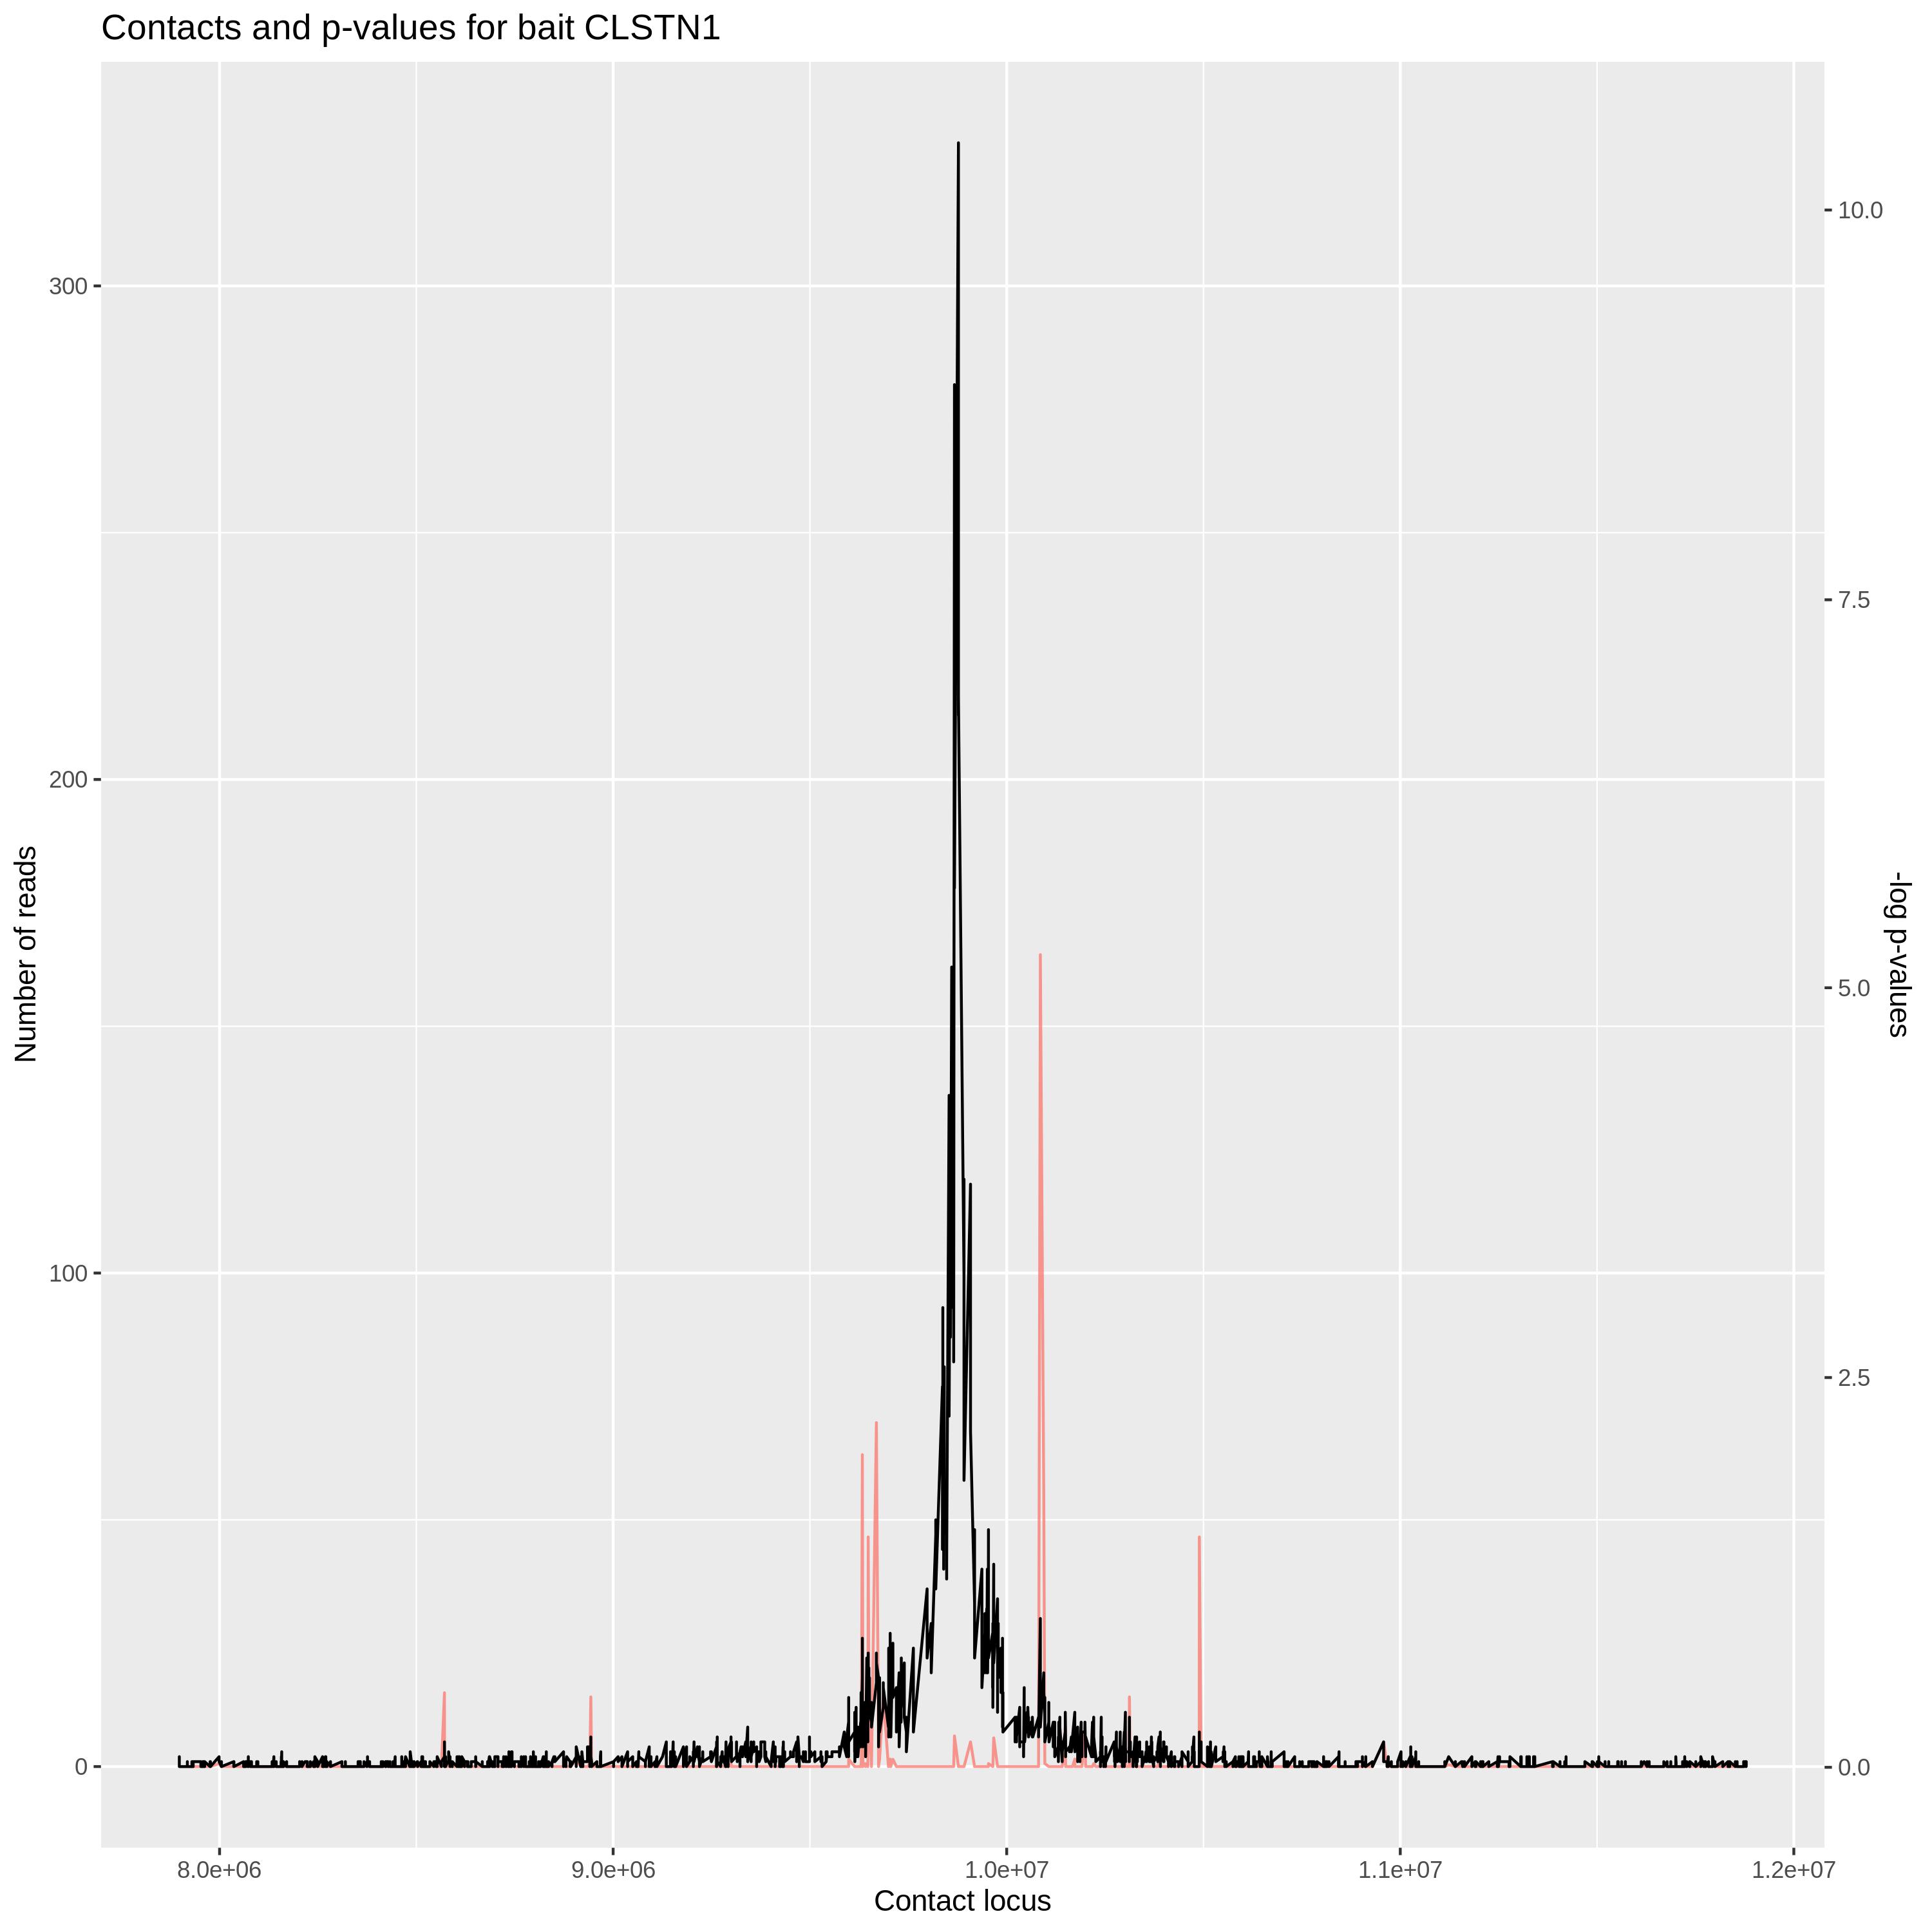 Contacts and p-values for bait CLSTN1
300
200
100
0
Number of reads
10.0
7.5
5.0
2.5
0.0
-log p-values
8.0e+06 9.0e+06 1.0e+07 1.1e+07 1.2e+07
Contact locus